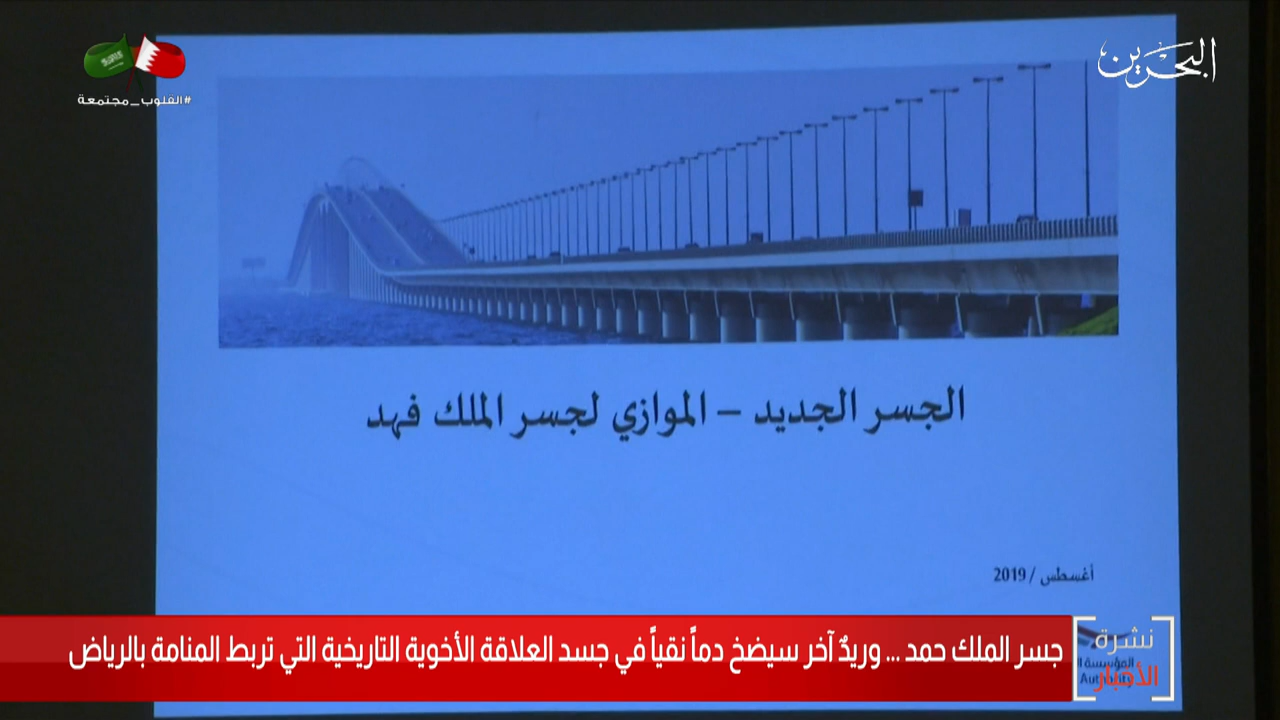 البحرين
#القلوب_مجتمعة
الجسر الجديد – الموازي لجسر الملك فهد
أغسطس / 2019
نشرة
الأخبار
جسر الملك حمد ... وريدٌ آخر سيضخ دماً نقياً في جسد العلاقة الأخوية التاريخية التي تربط المنامة بالرياض